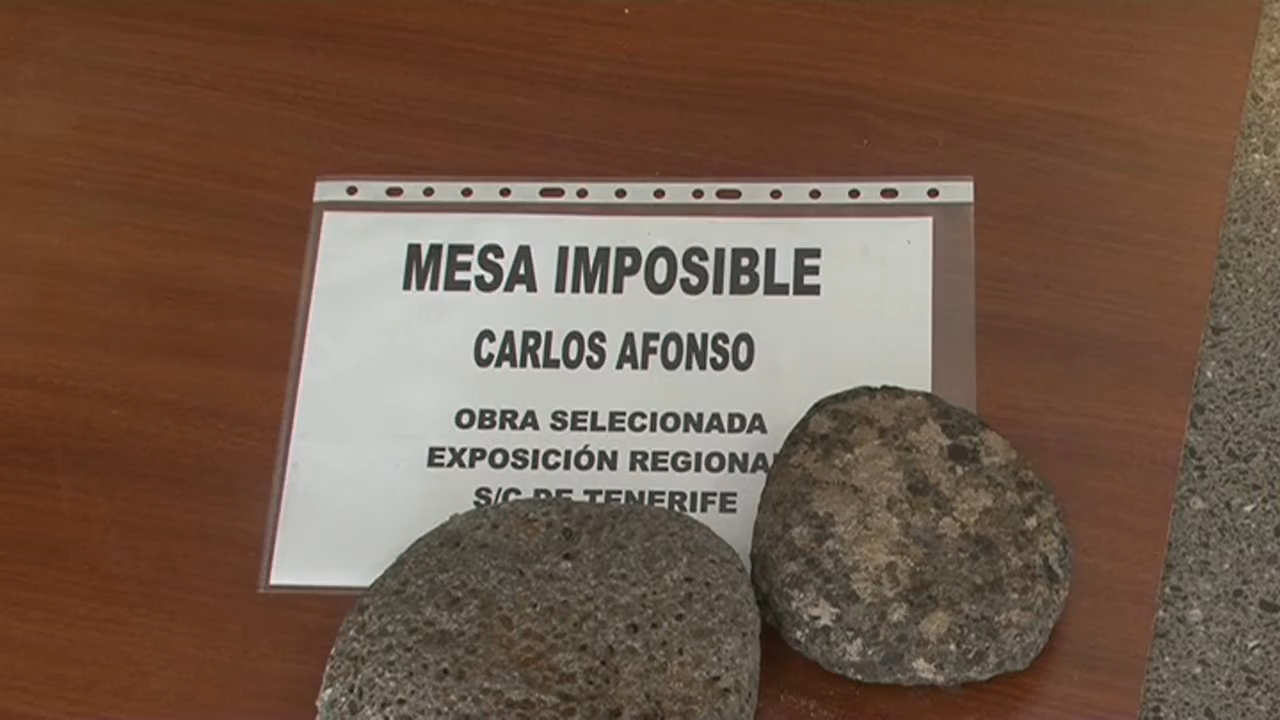 MESA IMPOSIBLE
CARLOS AFONSO
OBRA SELECIONADA
EXPOSICIÓN REGIONAL
S/C DE TENERIFE